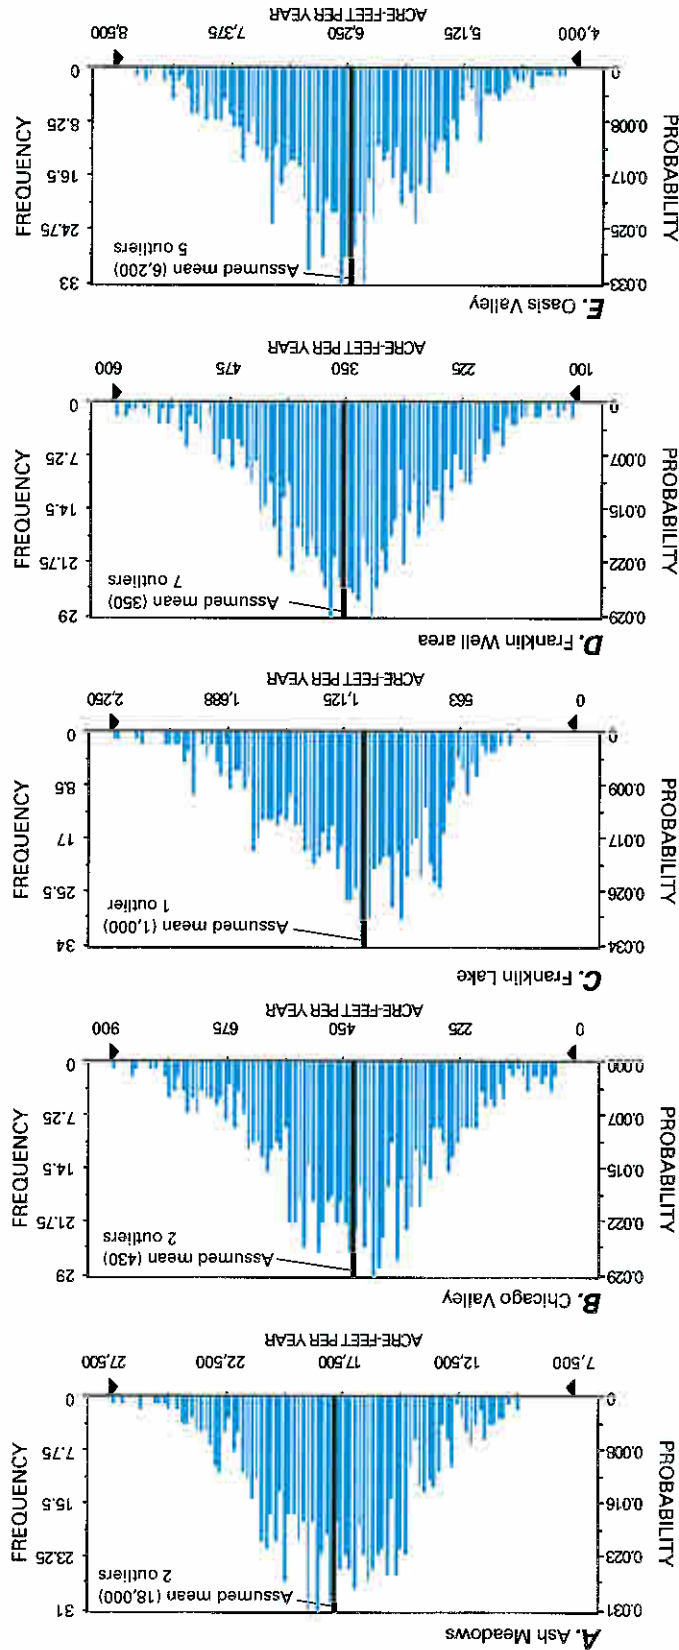 A. Ash Meadows
0.031
0.023
0.016
0.008
0
PROBABILITY
Assumed mean (18,000)
2 outliers
31
23.25
15.5
7.75
0
FREQUENCY
7,500 12,500 17,500 22,500 27,500
ACRE-FEET PER YEAR
B. Chicago Valley
0.029
0.022
0.015
0.007
0.000
PROBABILITY
Assumed mean (430)
2 outliers
29
21.75
14.5
7.25
0
FREQUENCY
0 225 450 675 900
ACRE-FEET PER YEAR
C. Franklin Lake
0.034
0.026
0.017
0.009
0
PROBABILITY
Assumed mean (1,000)
1 outlier
34
25.5
17
8.5
0
FREQUENCY
0 563 1,125 1,688 2,250
ACRE-FEET PER YEAR
D. Franklin Well area
0.029
0.022
0.015
0.007
0
PROBABILITY
Assumed mean (350)
7 outliers
29
21.75
14.5
7.25
0
FREQUENCY
100 225 350 475 600
ACRE-FEET PER YEAR
E. Oasis Valley
0.033
0.025
0.017
0.008
0
PROBABILITY
Assumed mean (6,200)
5 outliers
33
24.75
16.5
8.25
0
FREQUENCY
4,000 5,125 6,250 7,375 8,500
ACRE-FEET PER YEAR